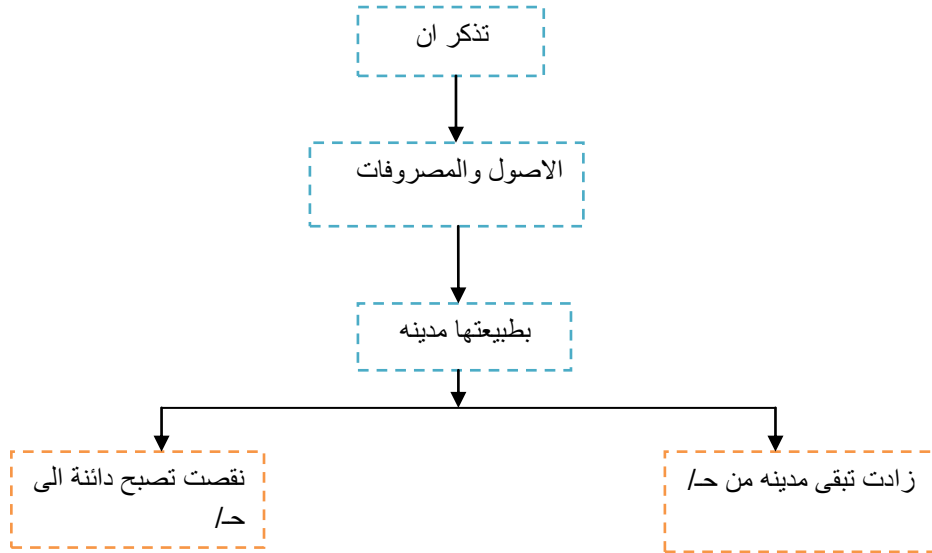 تذكر ان
الاصول والمصروفات
بطبيعتها مدينه
زادت تبقى مدينه من حـ/
نقصت تصبح دائنة الى
حـ/